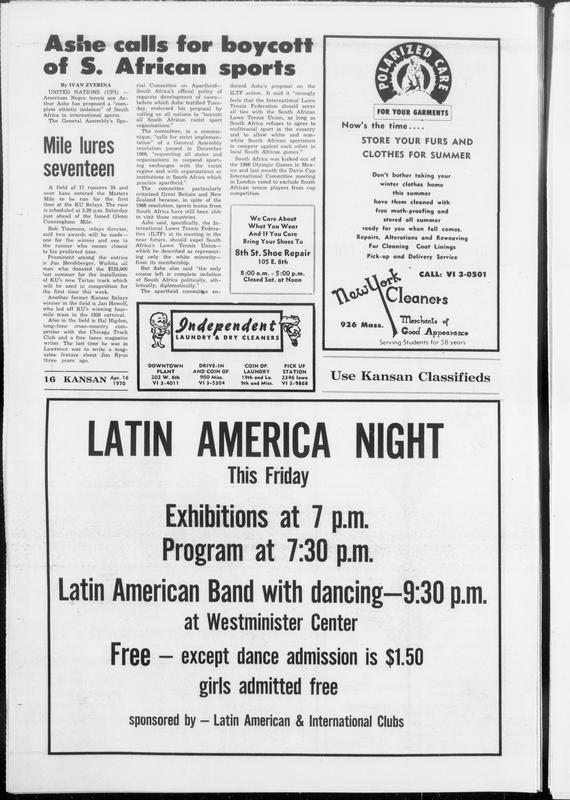 Ashe calls for boycott
of S. African sports
By IVAN ZVERINA
UNITED NATIONS (UPI) —
American Negro tennis ace Ar-
thur Ashe has proposed a "com-
plete athletic isolation" of South
Africa in international sports.
The General Assembly's Spe-
cial Committee on Apartheid—
South Africa's official policy of
separate development of races—
before which Ashe testified Tues-
day, endorsed his proposal by
calling on all nations to "boycott
all South African racist sport
organizations."
The committee, in a commu-
nique, "calls for strict implemen-
tation" of a General Assembly
resolution passed in December
1968, "requesting all states and
organizations to suspend sport-
ing exchanges with the racist
regime and with organizations or
institutions in South Africa which
practice apartheid."
The committee particularly
criticized Great Britain and New
Zealand because, in spite of the
1968 resolution, sports teams from
South Africa have still been able
to visit those countries.
Ashe said, specifically, the In-
ternational Lawn Tennis Federa-
tion (ILTF) at its meeting in the
near future, should expel South
Africa's Lawn Tennis Union—
which he described as represent-
ing only the white minority—
from its membership.
But Ashe also said "the only
course left is complete isolation
of South Africa politically, ath-
letically, diplomatically."
The apartheid committee en-
dorsed Ashe's proposal on the
ILTF action. It said it "strongly
feels that the International Lawn
Tennis Federation should sever
all ties with the South African
Lawn Tennis Union, as long as
South Africa refuses to agree to
multiracial sport in the country
and to allow white and non-
white South African sportsmen
to compete against each other in
local South African games."
South Africa was kicked out of
the 1968 Olympic Games in Mex-
ico and last month the Davis Cup
International Committee meeting
in London voted to exclude South
African tennis players from cup
competition.
Mile lures
seventeen
A field of 17 runners 35 and
over have entered the Masters
Mile to be run for the first
time at the KU Relays. The race
is scheduled at 2:20 p.m. Saturday
just ahead of the famed Glenn
Cunningham Mile.
Bob Timmons, relays director,
said two awards will be made—
one for the winner and one to
the runner who comes closest
to his predicted time.
Prominent among the entries
is Jim Hershberger, Wichita oil
man who donated the $125,000
last summer for the installation
of KU's new Tartan track which
will be used in competition for
the first time this week.
Another former Kansas Relays
winner in the field is Jan Howell,
who led off KU's winning four-
mile team in the 1956 carnival.
Also in the field is Hal Higdon,
long-time cross-country com-
petitor with the Chicago Track
Club and a free lance magazine
writer. The last time he was in
Lawrence was to write a mag-
azine feature about Jim Ryun
three years ago.
16 KANSAN Apr. 16
1970
We Care About
What You Wear
And If You Care
Bring Your Shoes To
8th St. Shoe Repair
105 E. 8th
8:00 a.m. - 5:00 p.m.
Closed Sat. at Noon
Independent
LAUNDRY & DRY CLEANERS
DOWNTOWN
PLANT
202 W. 6th
VI 3-4011
DRIVE-IN
AND COIN OP.
900 Miss.
VI 3-5304
COIN OP.
LAUNDRY
19th and La.
9th and Miss.
PICK UP
STATION
2346 Iowa
VI 3-9868
POLARIZED CARE
FOR YOUR GARMENTS
Now's the time....
STORE YOUR FURS AND
CLOTHES FOR SUMMER
Don't bother taking your
winter clothes home
this summer
have them cleaned with
free moth-proofing and
stored all summer
ready for you when fall comes.
Repairs, Alterations and Reweaving
Fur Cleaning Coat Linings
Pick-up and Delivery Service
CALL: VI 3-0501
New York
Cleaners
926 Mass.
Merchants of
Good Appearance
Serving Students for 58 years
Use Kansan Classifieds
LATIN AMERICA NIGHT
This Friday
Exhibitions at 7 p.m.
Program at 7:30 p.m.
Latin American Band with dancing—9:30 p.m.
at Westminister Center
Free — except dance admission is $1.50
girls admitted free
sponsored by — Latin American & International Clubs